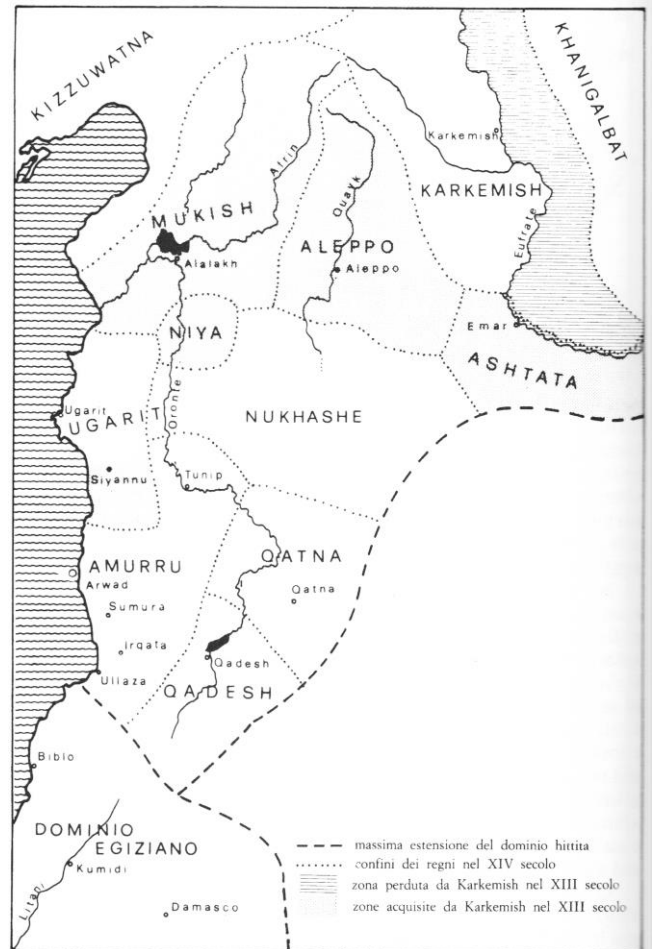 KIZZUWATNA
KHANIGALBAT
Karkemish
Afrin
Quayk
KARKEMISH
MUKISH
ALEPPO
Eufrate
Alalakh
Aleppo
NIYA
Emar
ASHTATA
Oronte
Ugarit
UGARIT
NUKHASHE
Siyannu
Tunip
QATNA
AMURRU
Arwad
Qatna
Sumura
Irqata
Qadesh
Ullaza
QADESH
Biblo
DOMINIO
EGIZIANO
Kumidi
Litani
Damasco
massima estensione del dominio hittita
confini dei regni nel XIV secolo
zona perduta da Karkemish nel XIII secolo
zone acquisite da Karkemish nel XIII secolo